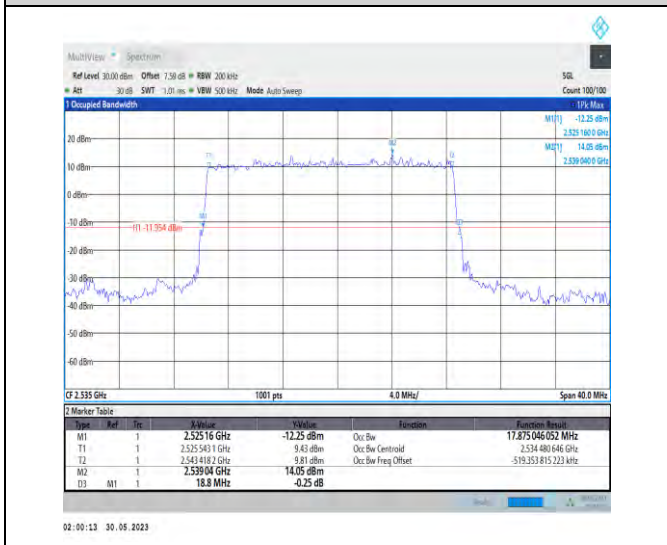 MultiView Spectrum
Ref Level 30.00 dBm Offset 7.59 dB RBW 200 kHz SGL
Att 30 dB SWT 1.01 ms VBW 500 kHz Mode Auto Sweep Count 100/100
1 Occupied Bandwidth 1Pk Max
M1[1] -12.25 dBm
2.525 160 0 GHz
M2[1] 14.05 dBm
2.539 040 0 GHz
20 dBm
M2
T1
10 dBm
0 dBm
-10 dBm
H1 -11.954 dBm
-20 dBm
-30 dBm
-40 dBm
-50 dBm
-60 dBm
CF 2.535 GHz 1001 pts 4.0 MHz/ Span 40.0 MHz
2 Marker Table
Type Ref Trc X-Value Y-Value Function Function Result
M1 1 2.52516 GHz -12.25 dBm Occ Bw 17.875 046 052 MHz
T1 1 2.525 543 1 GHz 9.43 dBm Occ Bw Centroid 2.534 480 646 GHz
T2 1 2.543 418 2 GHz 9.81 dBm Occ Bw Freq Offset -519.353 815 223 kHz
M2 1 2.539 04 GHz 14.05 dBm
D3 M1 1 18.8 MHz -0.25 dB
02:00:13 30.05.2023